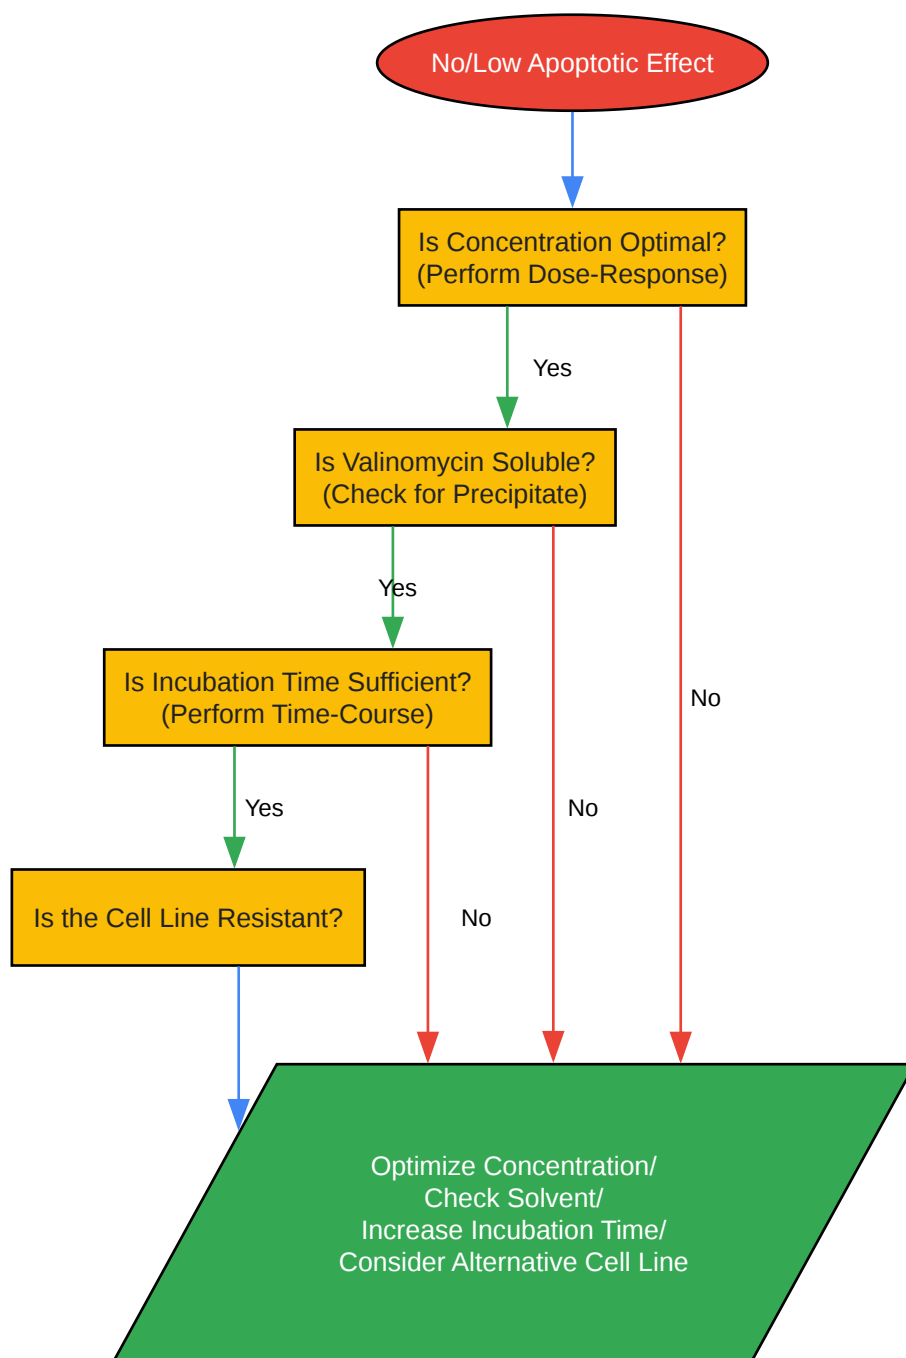 No/Low Apoptotic Effect
Is Concentration Optimal?
(Perform Dose-Response)
Yes
Is Valinomycin Soluble?
(Check for Precipitate)
Yes
Is Incubation Time Sufficient?
(Perform Time-Course)
No
Yes
No
Is the Cell Line Resistant?
No
Optimize Concentration/
Check Solvent/
Increase Incubation Time/
Consider Alternative Cell Line